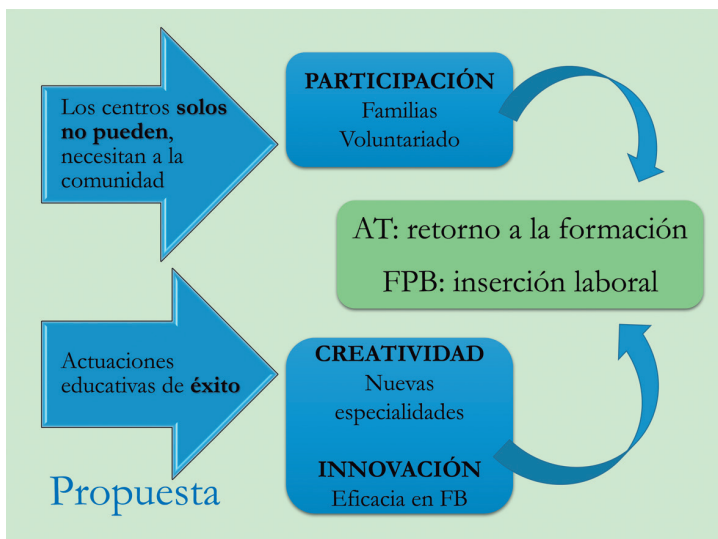 Los centros solos
no pueden,
necesitan a la
comunidad
PARTICIPACIÓN
Familias
Voluntariado
AT: retorno a la formación
FPB: inserción laboral
Actuaciones
educativas de éxito
CREATIVIDAD
Nuevas
especialidades
INNOVACIÓN
Eficacia en FB
Propuesta